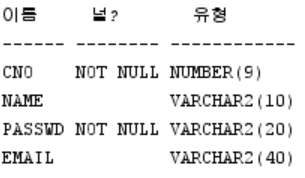 이름 널? 유형
------ -------- ------------
CNO NOT NULL NUMBER(9)
NAME VARCHAR2(10)
PASSWD NOT NULL VARCHAR2(20)
EMAIL VARCHAR2(40)